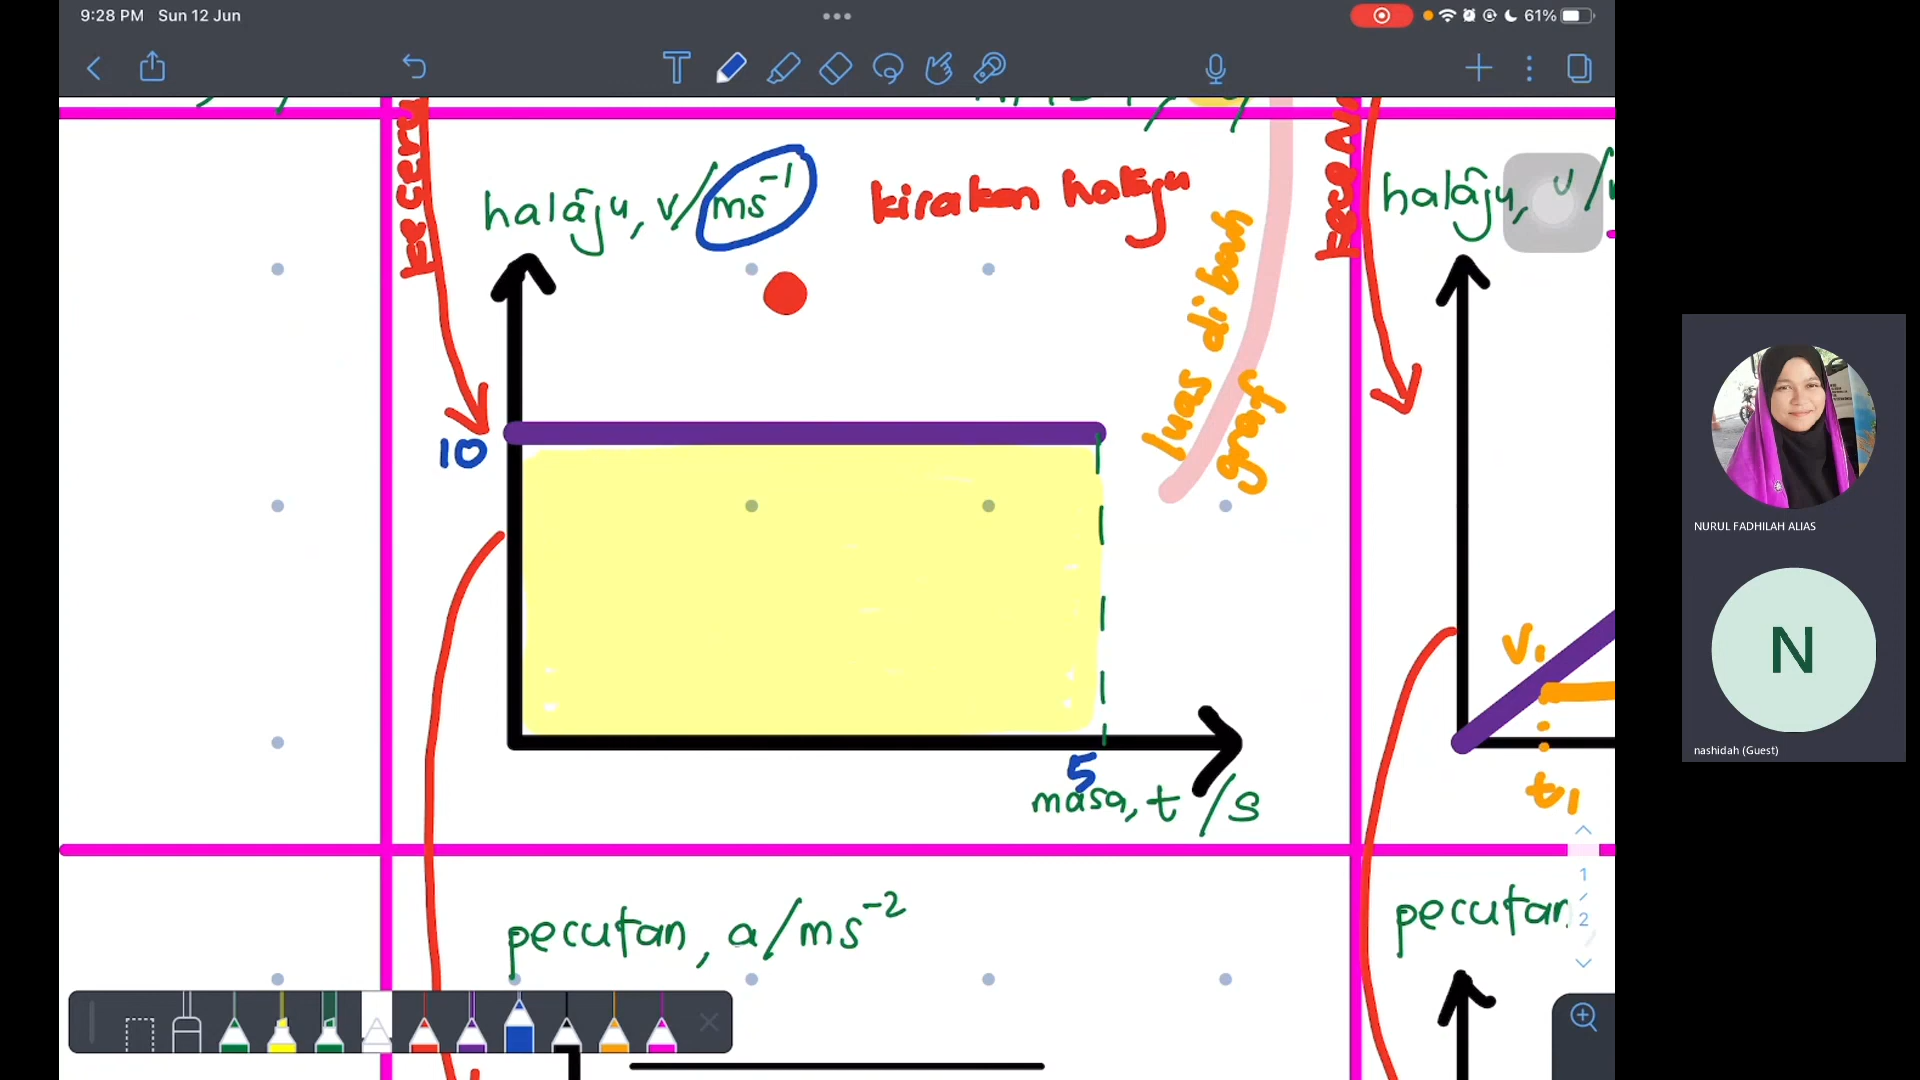 9:28 PM Sun 12 Jun
61%
halaju, v/ms⁻¹
kirakan halaju
luas di bawah
graf
10
5
masa, t /s
pecutan, a/ms⁻²
halaju, v/
v₁
t₁
pecutan
1
/
2
NURUL FADHILAH ALIAS
N
nashidah (Guest)